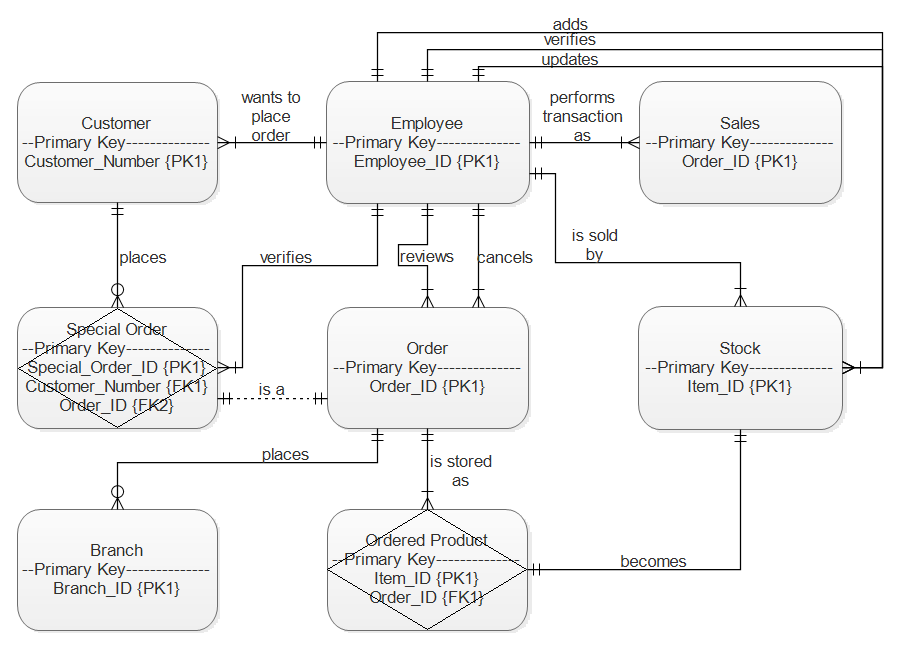 adds
verifies
updates
wants to
place
order
performs
transaction
as
Customer
--Primary Key--------------
Customer_Number {PK1}
Employee
--Primary Key--------------
Employee_ID {PK1}
Sales
--Primary Key--------------
Order_ID {PK1}
places
verifies
reviews
cancels
is sold
by
Special Order
--Primary Key--------------
Special_Order_ID {PK1}
Customer_Number {FK1}
Order_ID {FK2}
is a
Order
--Primary Key--------------
Order_ID {PK1}
Stock
--Primary Key--------------
Item_ID {PK1}
places
is stored
as
Branch
--Primary Key--------------
Branch_ID {PK1}
Ordered Product
--Primary Key--------------
Item_ID {PK1}
Order_ID {FK1}
becomes